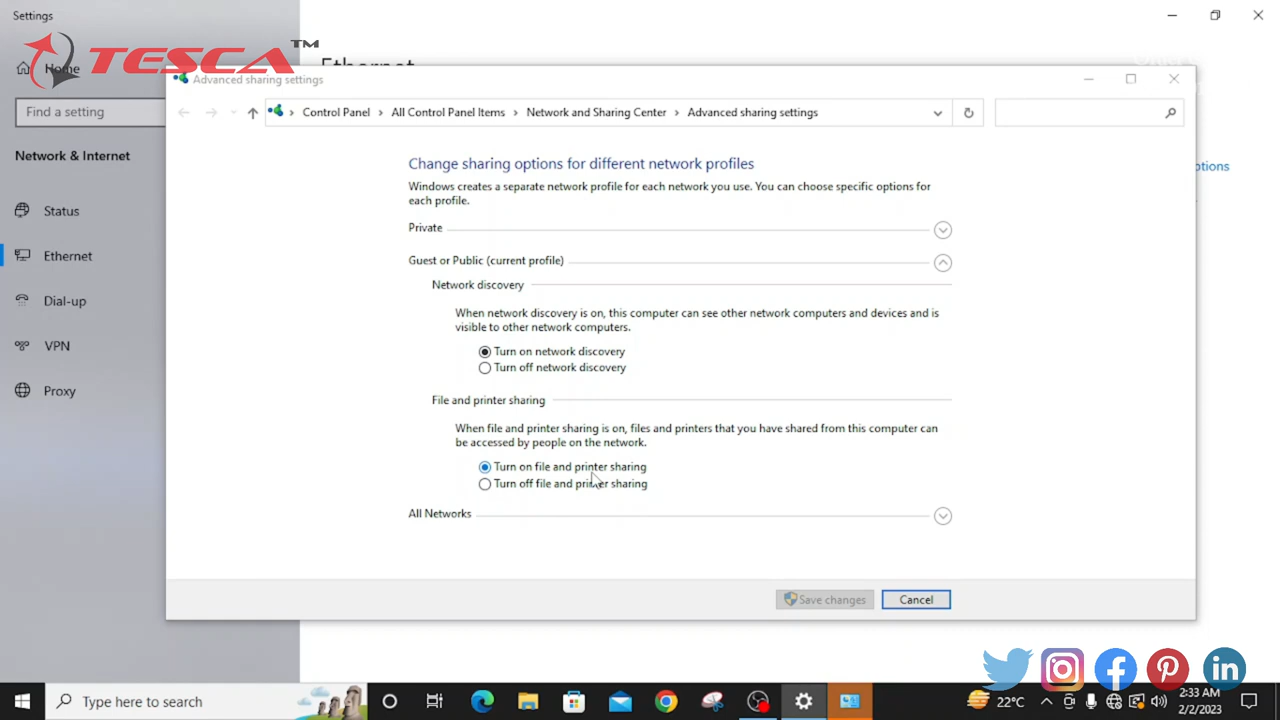 Settings
TESCA™
Home
Ethernet
Advanced sharing settings
Find a setting
Control Panel > All Control Panel Items > Network and Sharing Center > Advanced sharing settings
Network & Internet
Change sharing options for different network profiles
ptions
Windows creates a separate network profile for each network you use. You can choose specific options for
each profile.
Status
Private
Ethernet
Guest or Public (current profile)
Network discovery
Dial-up
When network discovery is on, this computer can see other network computers and devices and is
visible to other network computers.
VPN
Turn on network discovery
Turn off network discovery
Proxy
File and printer sharing
When file and printer sharing is on, files and printers that you have shared from this computer can
be accessed by people on the network.
Turn on file and printer sharing
Turn off file and printer sharing
All Networks
Save changes
Cancel
Type here to search
22°C
2:33 AM
2/2/2023